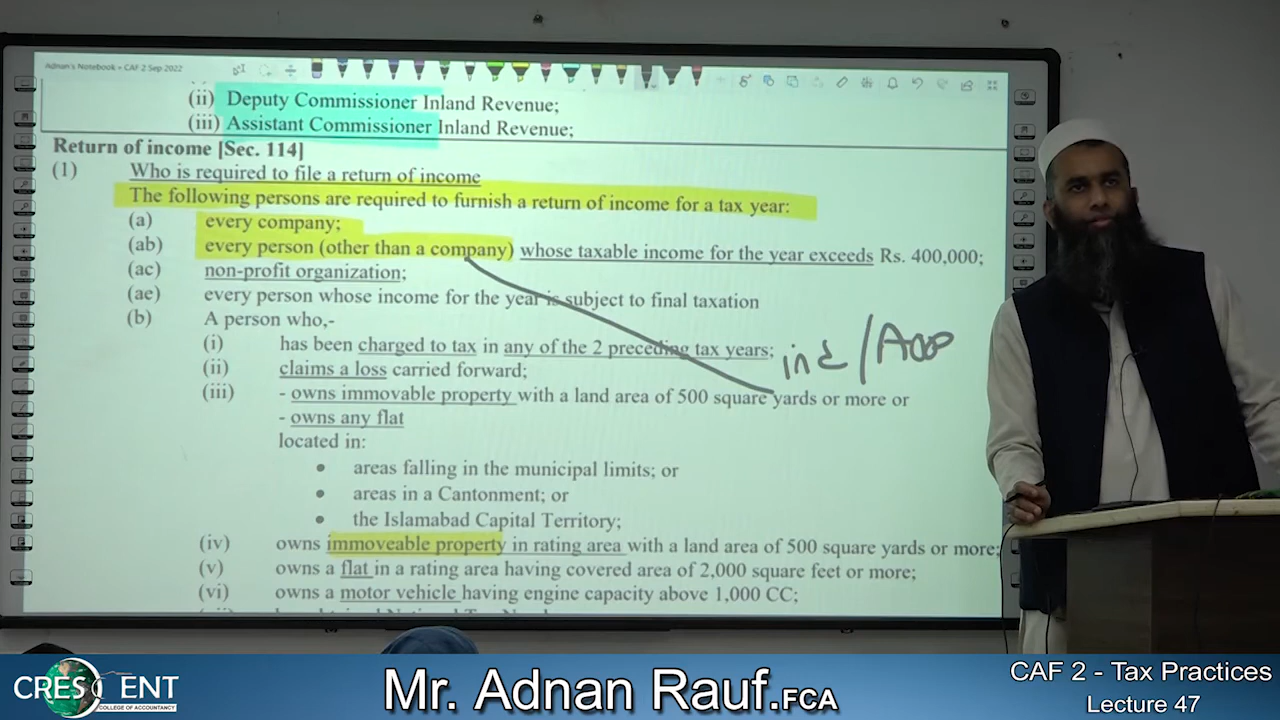 Adnan's Notebook • CAF 2 Sep 2022
(ii) Deputy Commissioner Inland Revenue;
(iii) Assistant Commissioner Inland Revenue;
Return of income [Sec. 114]
(1) Who is required to file a return of income
The following persons are required to furnish a return of income for a tax year:
(a) every company;
(ab) every person (other than a company) whose taxable income for the year exceeds Rs. 400,000;
(ac) non-profit organization;
(ae) every person whose income for the year is subject to final taxation
(b) A person who,-
(i) has been charged to tax in any of the 2 preceding tax years;
(ii) claims a loss carried forward;
(iii) - owns immovable property with a land area of 500 square yards or more or
- owns any flat
located in:
• areas falling in the municipal limits; or
• areas in a Cantonment; or
• the Islamabad Capital Territory;
(iv) owns immoveable property in rating area with a land area of 500 square yards or more;
(v) owns a flat in a rating area having covered area of 2,000 square feet or more;
(vi) owns a motor vehicle having engine capacity above 1,000 CC;
CRESCENT
COLLEGE OF ACCOUNTANCY
Mr. Adnan Rauf.FCA
CAF 2 - Tax Practices
Lecture 47